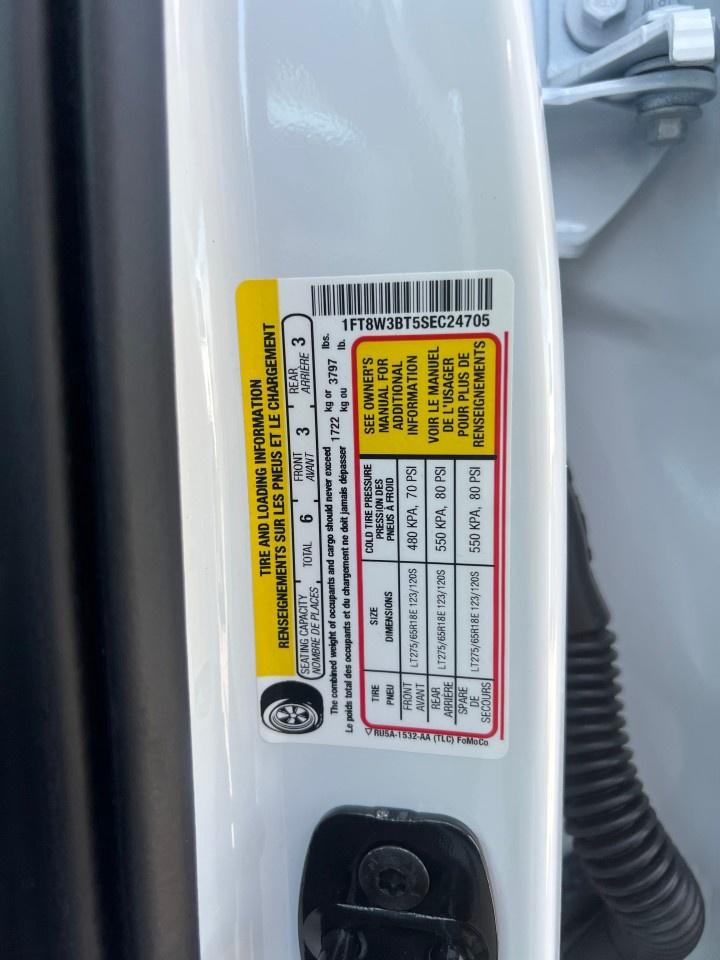 TIRE AND LOADING INFORMATION
RENSEIGNEMENTS SUR LES PNEUS ET LE CHARGEMENT
SEATING CAPACITY TOTAL 6 FRONT 3 REAR 3
NOMBRE DE PLACES AVANT ARRIÈRE
The combined weight of occupants and cargo should never exceed 1722 kg or 3797 lbs.
Le poids total des occupants et du chargement ne doit jamais dépasser kg ou lb.
1FT8W3BT5SEC24705
TIRE SIZE COLD TIRE PRESSURE
PNEU DIMENSIONS PRESSION DES
PNEUS À FROID
FRONT LT275/65R18E 123/120S 480 KPA, 70 PSI
AVANT
REAR LT275/65R18E 123/120S 550 KPA, 80 PSI
ARRIÈRE
SPARE LT275/65R18E 123/120S 550 KPA, 80 PSI
DE
SECOURS
SEE OWNER'S
MANUAL FOR
ADDITIONAL
INFORMATION
VOIR LE MANUEL
DE L'USAGER
POUR PLUS DE
RENSEIGNEMENTS
RU5A-1532-AA (TLC) FoMoCo